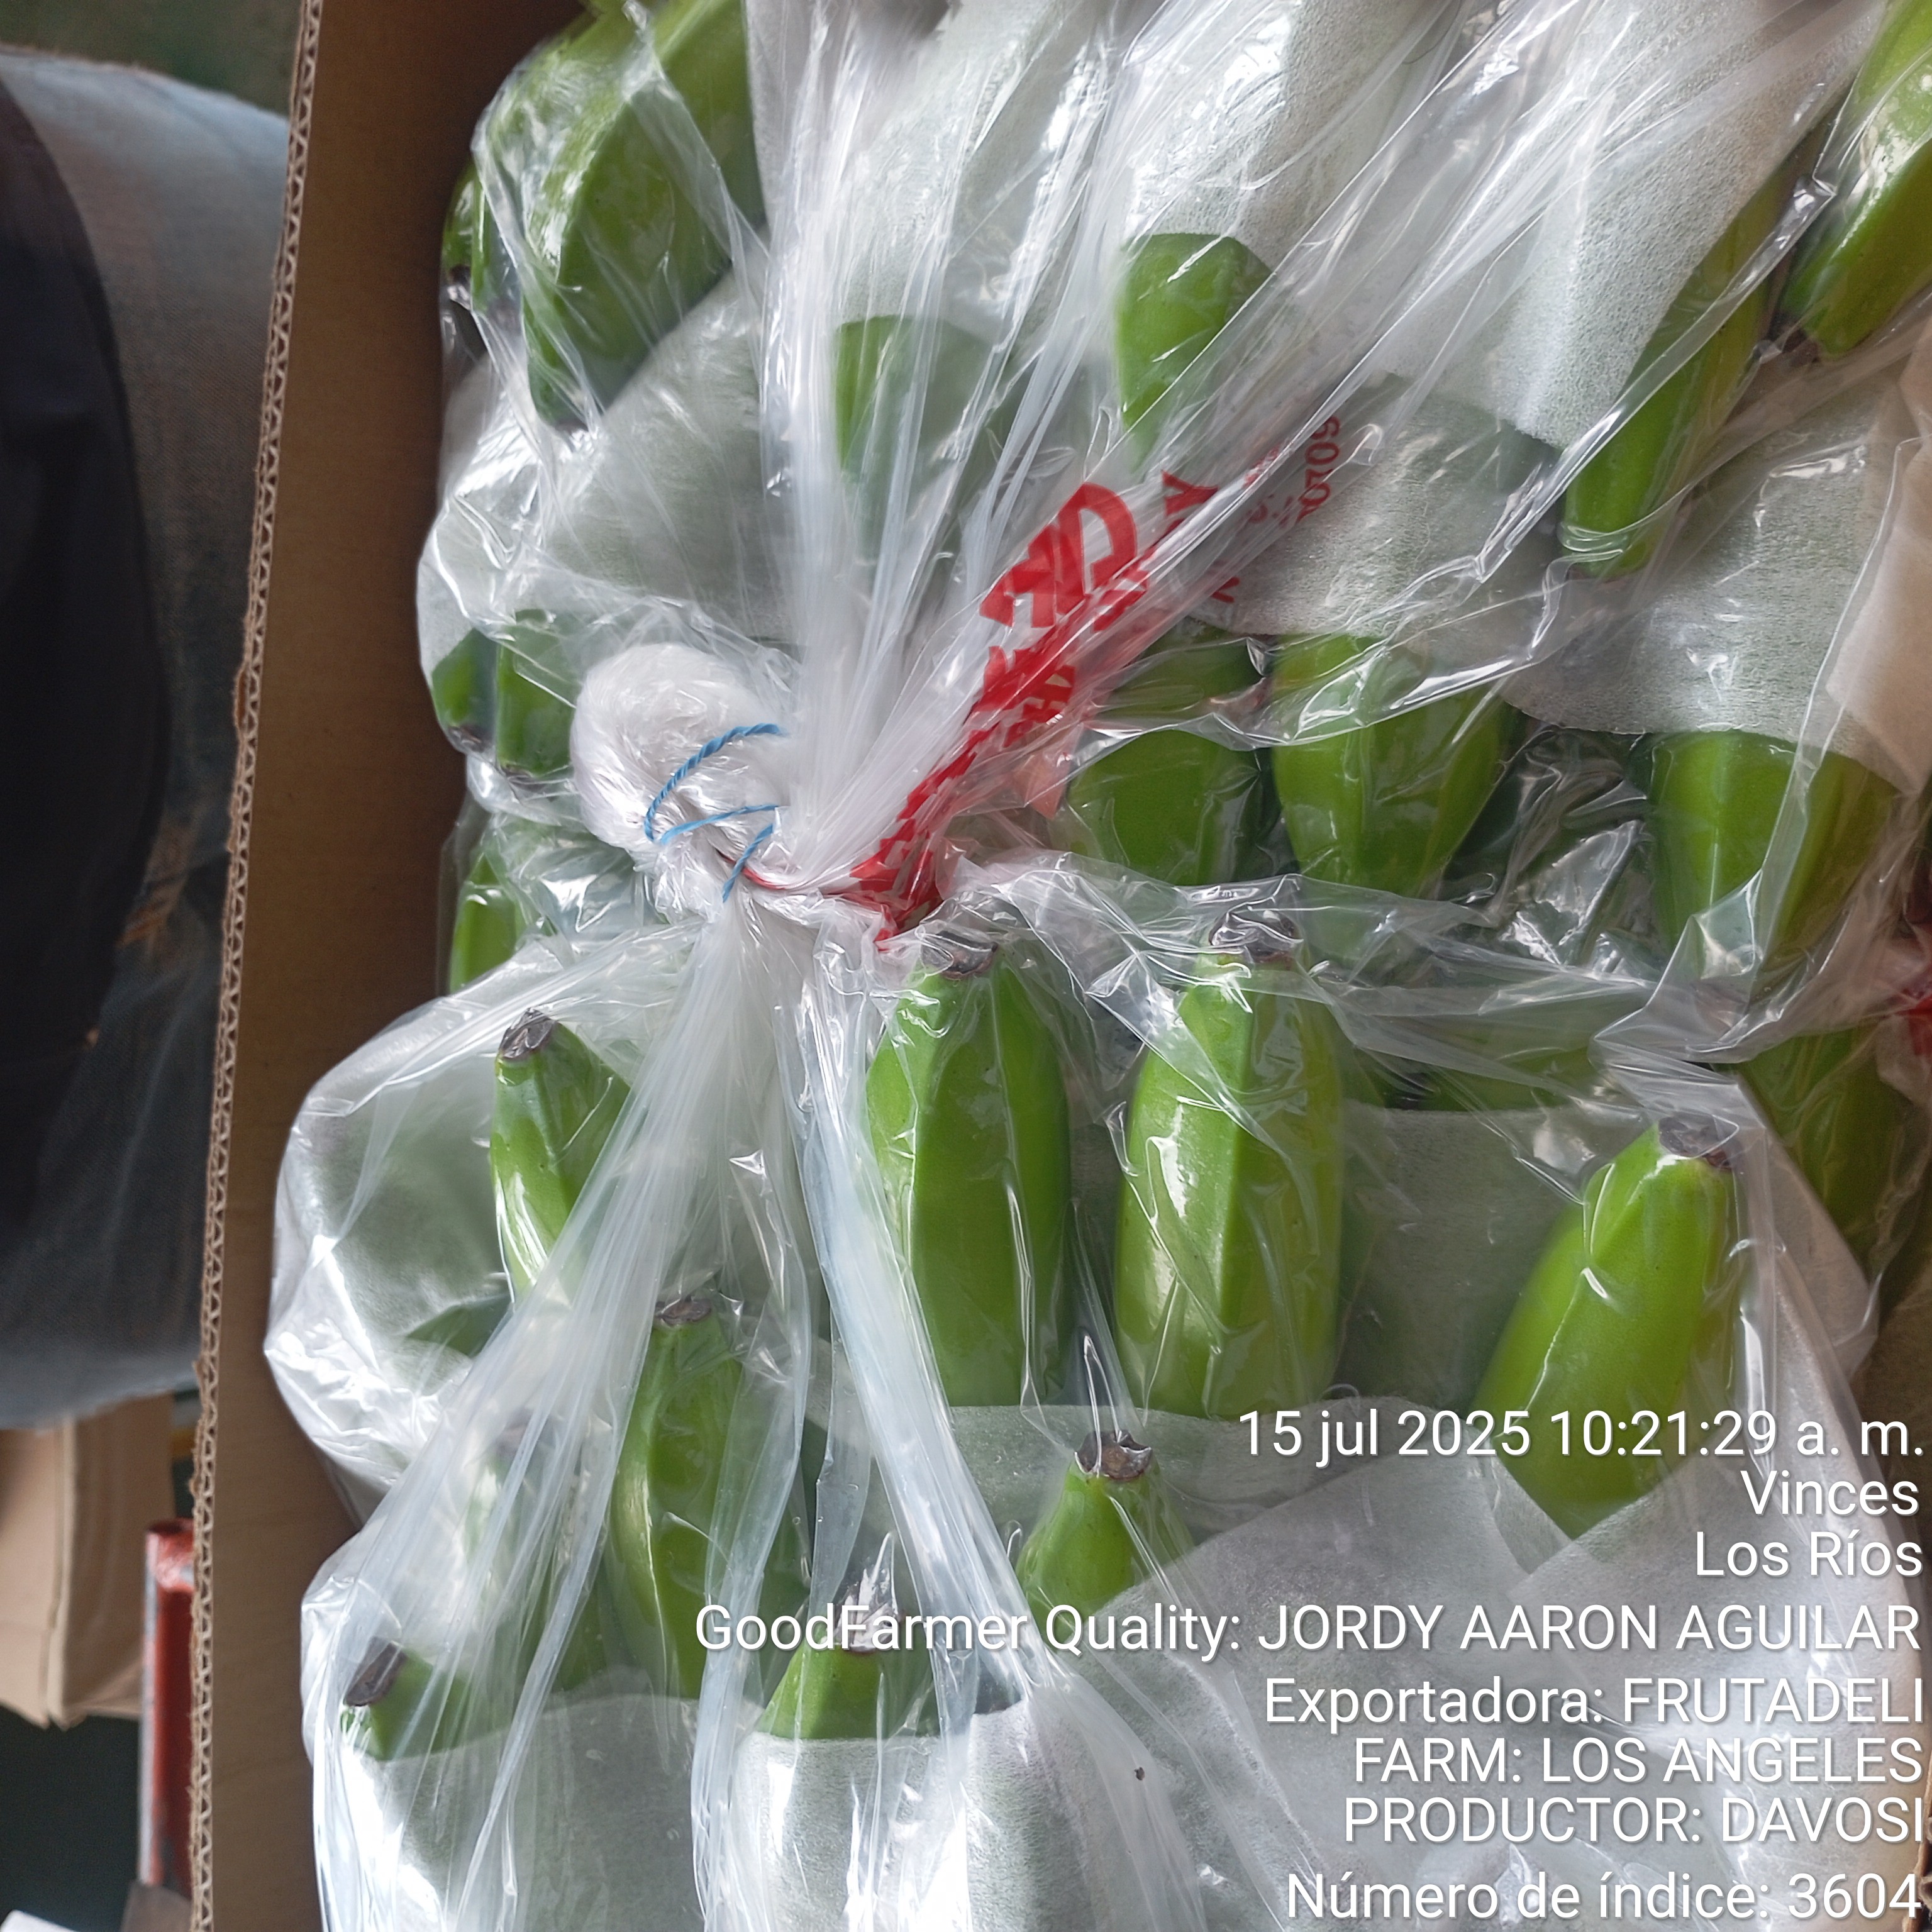 15 jul 2025 10:21:29 a. m.
Vinces
Los Ríos
GoodFarmer Quality: JORDY AARON AGUILAR
Exportadora: FRUTADELI
FARM: LOS ANGELES
PRODUCTOR: DAVOSI
Número de índice: 3604